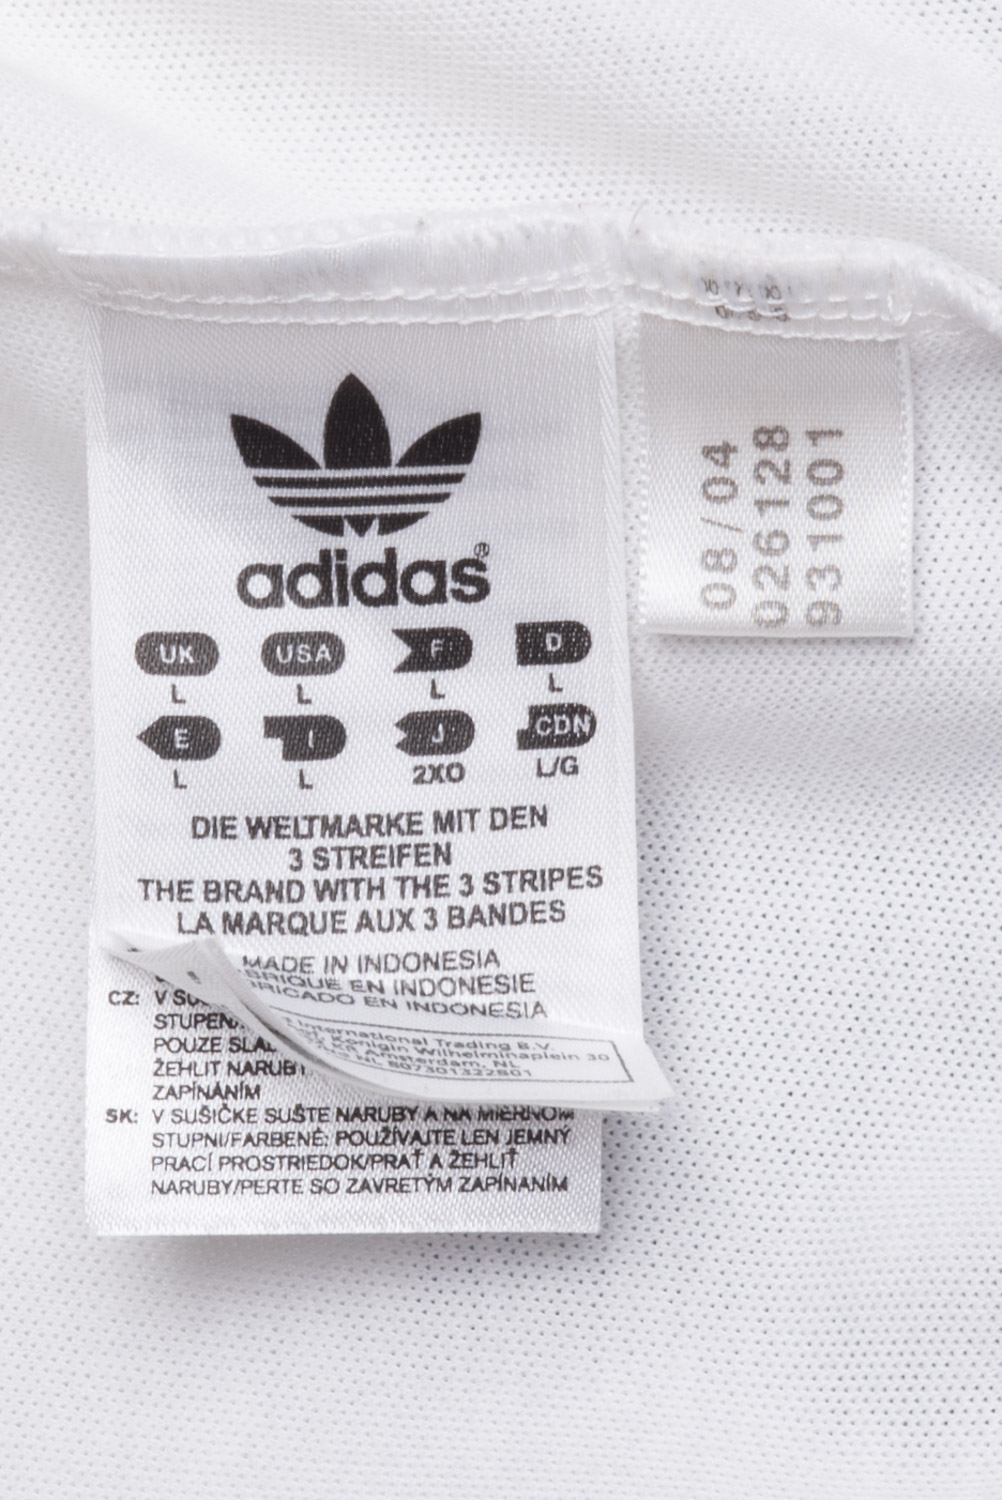 adidas®
UK USA F D
L L L L
E I J CDN
L L 2XO L/G
DIE WELTMARKE MIT DEN
3 STREIFEN
THE BRAND WITH THE 3 STRIPES
LA MARQUE AUX 3 BANDES
MADE IN INDONESIA
EN INDONESIE
EN INDONESIA
International Trading B.V.
Wilhelminaplein 30
Amsterdam, NL
CZ: V
POUZE
ŽEHLIT
ZAPÍNÁNÍM
SK: V SUŠIČKE SUŠTE NARUBY A NA MIERNOM
STUPNI/FARBENÉ: POUŽÍVAJTE LEN JEMNÝ
PRACÍ PROSTRIEDOK/PRAŤ A ŽEHLIŤ
NARUBY/PERTE SO ZAVRETÝM ZAPÍNANÍM
08/04
026128
931001